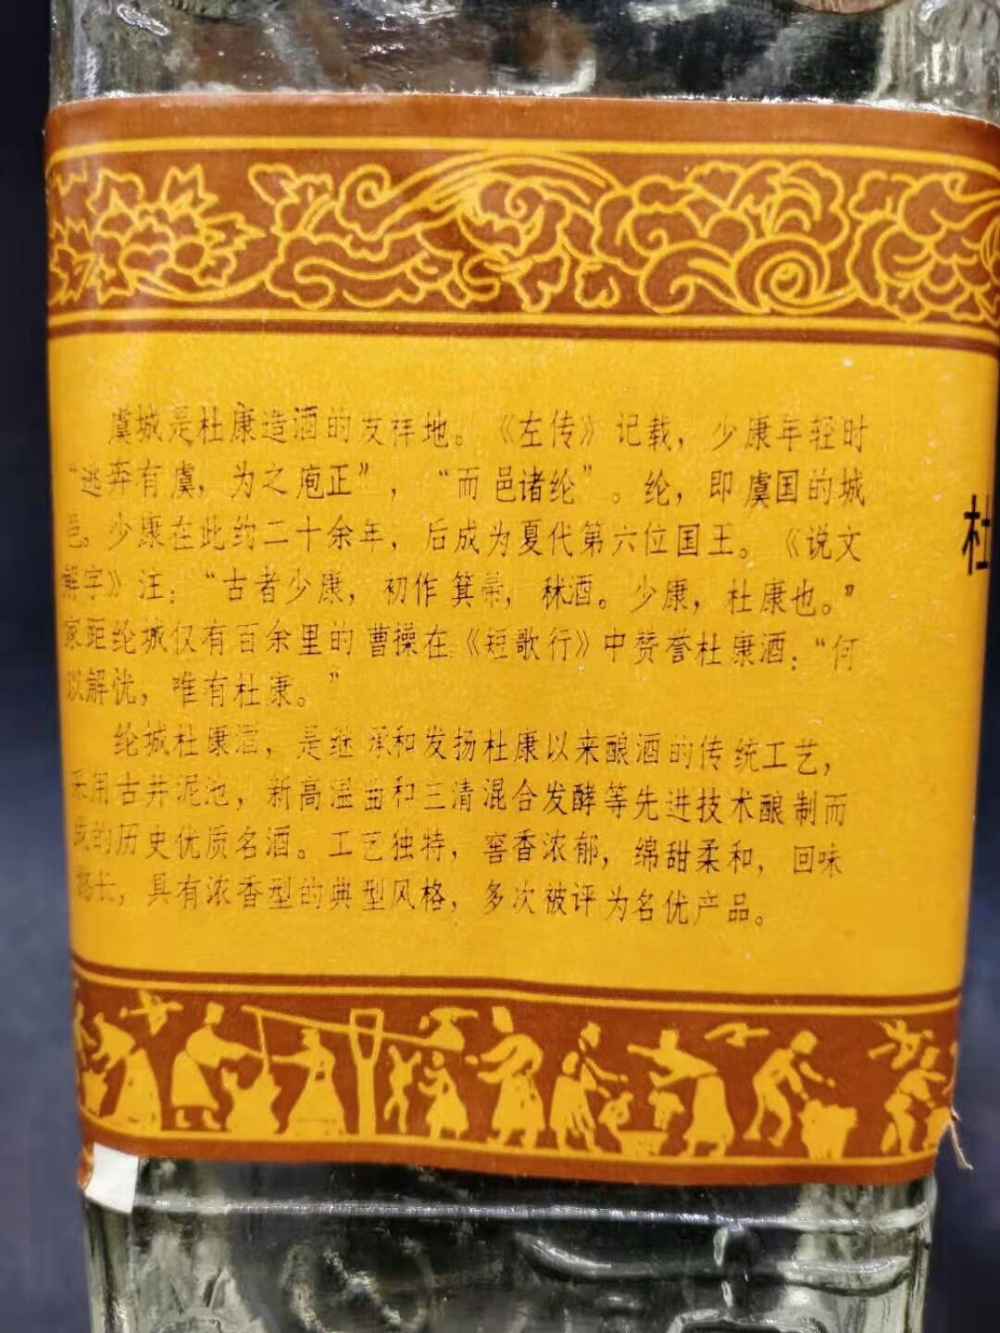 虞城是杜康造酒的发祥地。《左传》记载，少康年轻时
“逃奔有虞，为之庖正”，“而邑诸纶”。纶，即虞国的城
邑。少康在此约二十余年，后成为夏代第六位国王。《说文
解字》注：“古者少康，初作箕帚，秫酒。少康，杜康也。”
家距纶城仅有百余里的曹操在《短歌行》中赞誉杜康酒：“何
以解忧，唯有杜康。”
纶城杜康酒，是继承和发扬杜康以来酿酒的传统工艺，
采用古井泥池，新高温曲和三清混合发酵等先进技术酿制而
成的历史优质名酒。工艺独特，窖香浓郁，绵甜柔和，回味
悠长，具有浓香型的典型风格，多次被评为名优产品。
杜